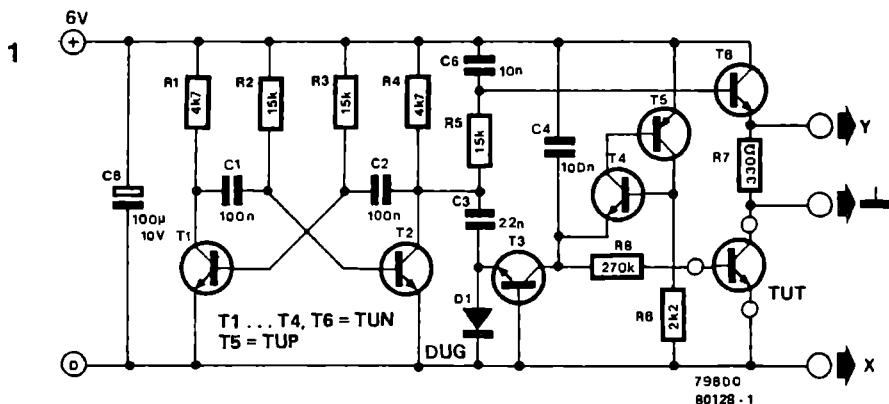 1
6V
+
R1
4k7
R2
15k
R3
15k
R4
4k7
C6
10n
R5
15k
C4
100n
T5
T6
Y
R7
330Ω
T4
C1
100n
C2
100n
C3
22n
C8
100µ
10V
T1
T2
T3
R8
270k
TUT
D1
DUG
R6
2k2
T1 ... T4, T6 = TUN
T5 = TUP
0
X
79800
80128 - 1